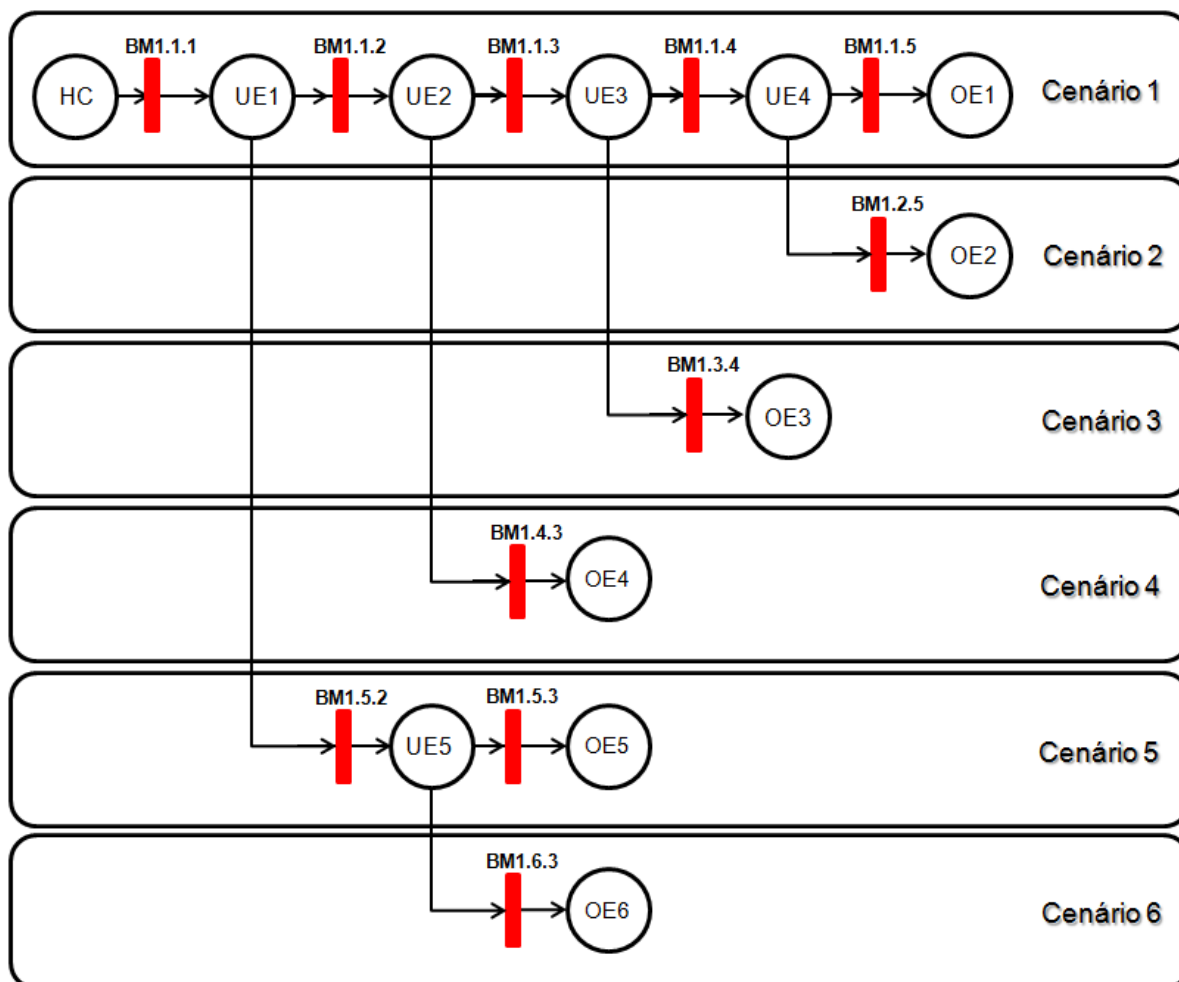 BM1.1.1 BM1.1.2 BM1.1.3 BM1.1.4 BM1.1.5
HC UE1 UE2 UE3 UE4 OE1 Cenário 1
BM1.2.5
OE2 Cenário 2
BM1.3.4
OE3 Cenário 3
BM1.4.3
OE4 Cenário 4
BM1.5.2 BM1.5.3
UE5 OE5 Cenário 5
BM1.6.3
OE6 Cenário 6